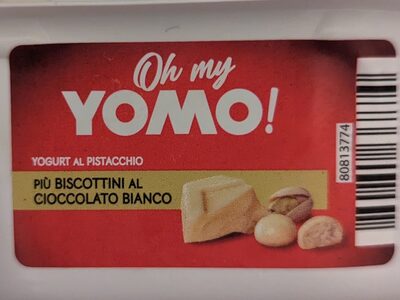 Oh my
YOMO!
YOGURT AL PISTACCHIO
PIÙ BISCOTTINI AL
CIOCCOLATO BIANCO
80813774